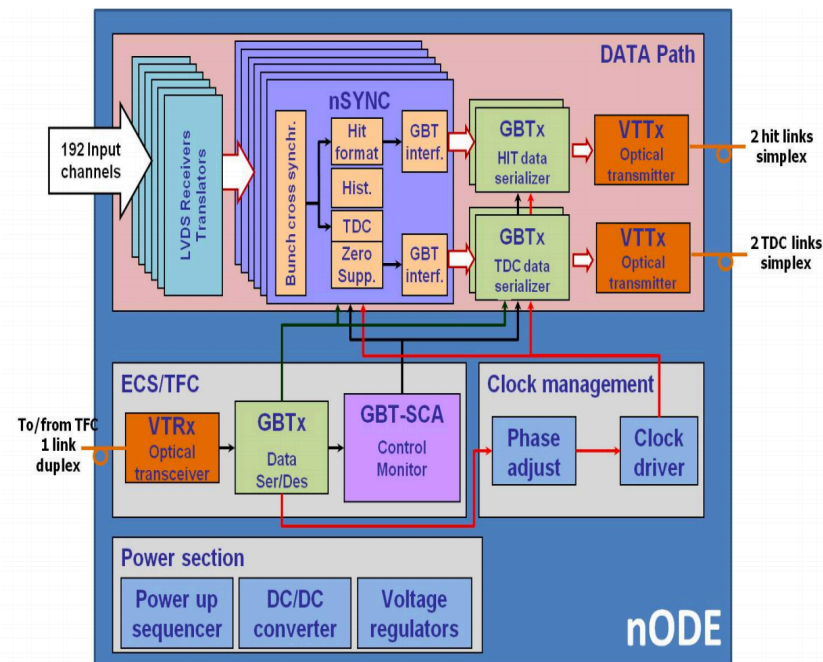 DATA Path
nSYNC
192 Input
channels
LVDS Receivers
Translators
Bunch cross synchr.
Hit
format
Hist.
TDC
Zero
Supp.
GBT
interf.
GBT
interf.
GBTx
HIT data
serializer
GBTx
TDC data
serializer
VTTx
Optical
transmitter
VTTx
Optical
transmitter
2 hit links
simplex
2 TDC links
simplex
ECS/TFC
To/from TFC
1 link
duplex
VTRx
Optical
transceiver
GBTx
Data
Ser/Des
GBT-SCA
Control
Monitor
Clock management
Phase
adjust
Clock
driver
Power section
Power up
sequencer
DC/DC
converter
Voltage
regulators
nODE